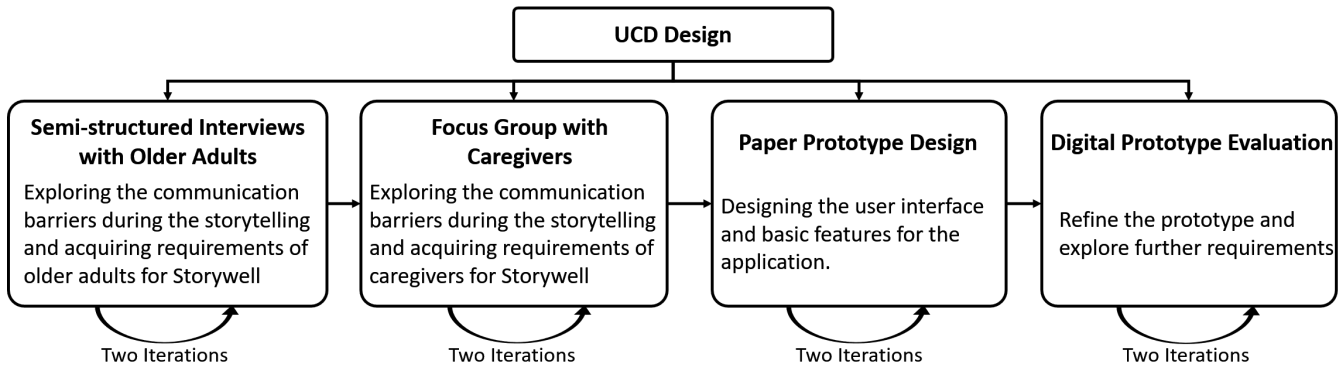 UCD Design
Semi-structured Interviews
with Older Adults
Exploring the communication
barriers during the storytelling
and acquiring requirements of
older adults for Storywell
Two Iterations
Focus Group with
Caregivers
Exploring the communication
barriers during the storytelling
and acquiring requirements of
caregivers for Storywell
Two Iterations
Paper Prototype Design
Designing the user interface
and basic features for the
application.
Two Iterations
Digital Prototype Evaluation
Refine the prototype and
explore further requirements
Two Iterations